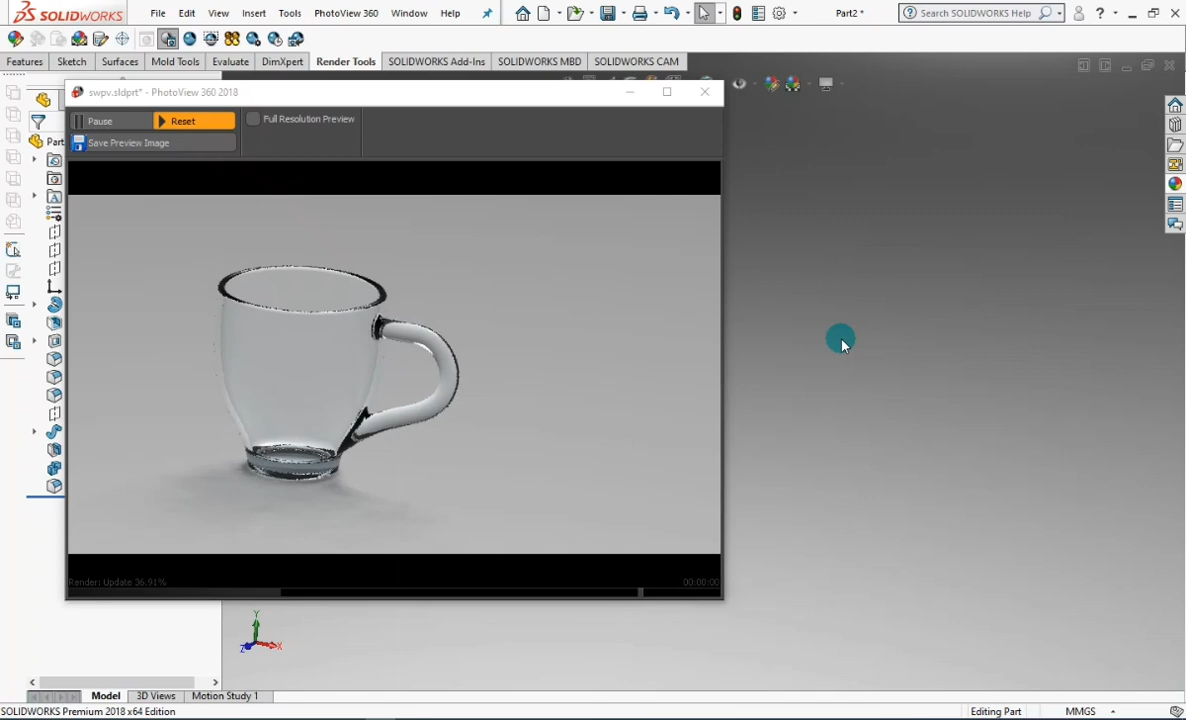 SOLIDWORKS File Edit View Insert Tools PhotoView 360 Window Help Part2 * Search SOLIDWORKS Help ?
Features Sketch Surfaces Mold Tools Evaluate DimXpert Render Tools SOLIDWORKS Add-Ins SOLIDWORKS MBD SOLIDWORKS CAM
swpv.sldprt* - PhotoView 360 2018
Pause Reset Full Resolution Preview
Save Preview Image
Part
Render: Update 36.91% 00:00:00
Y
Z X
Model 3D Views Motion Study 1
SOLIDWORKS Premium 2018 x64 Edition Editing Part MMGS